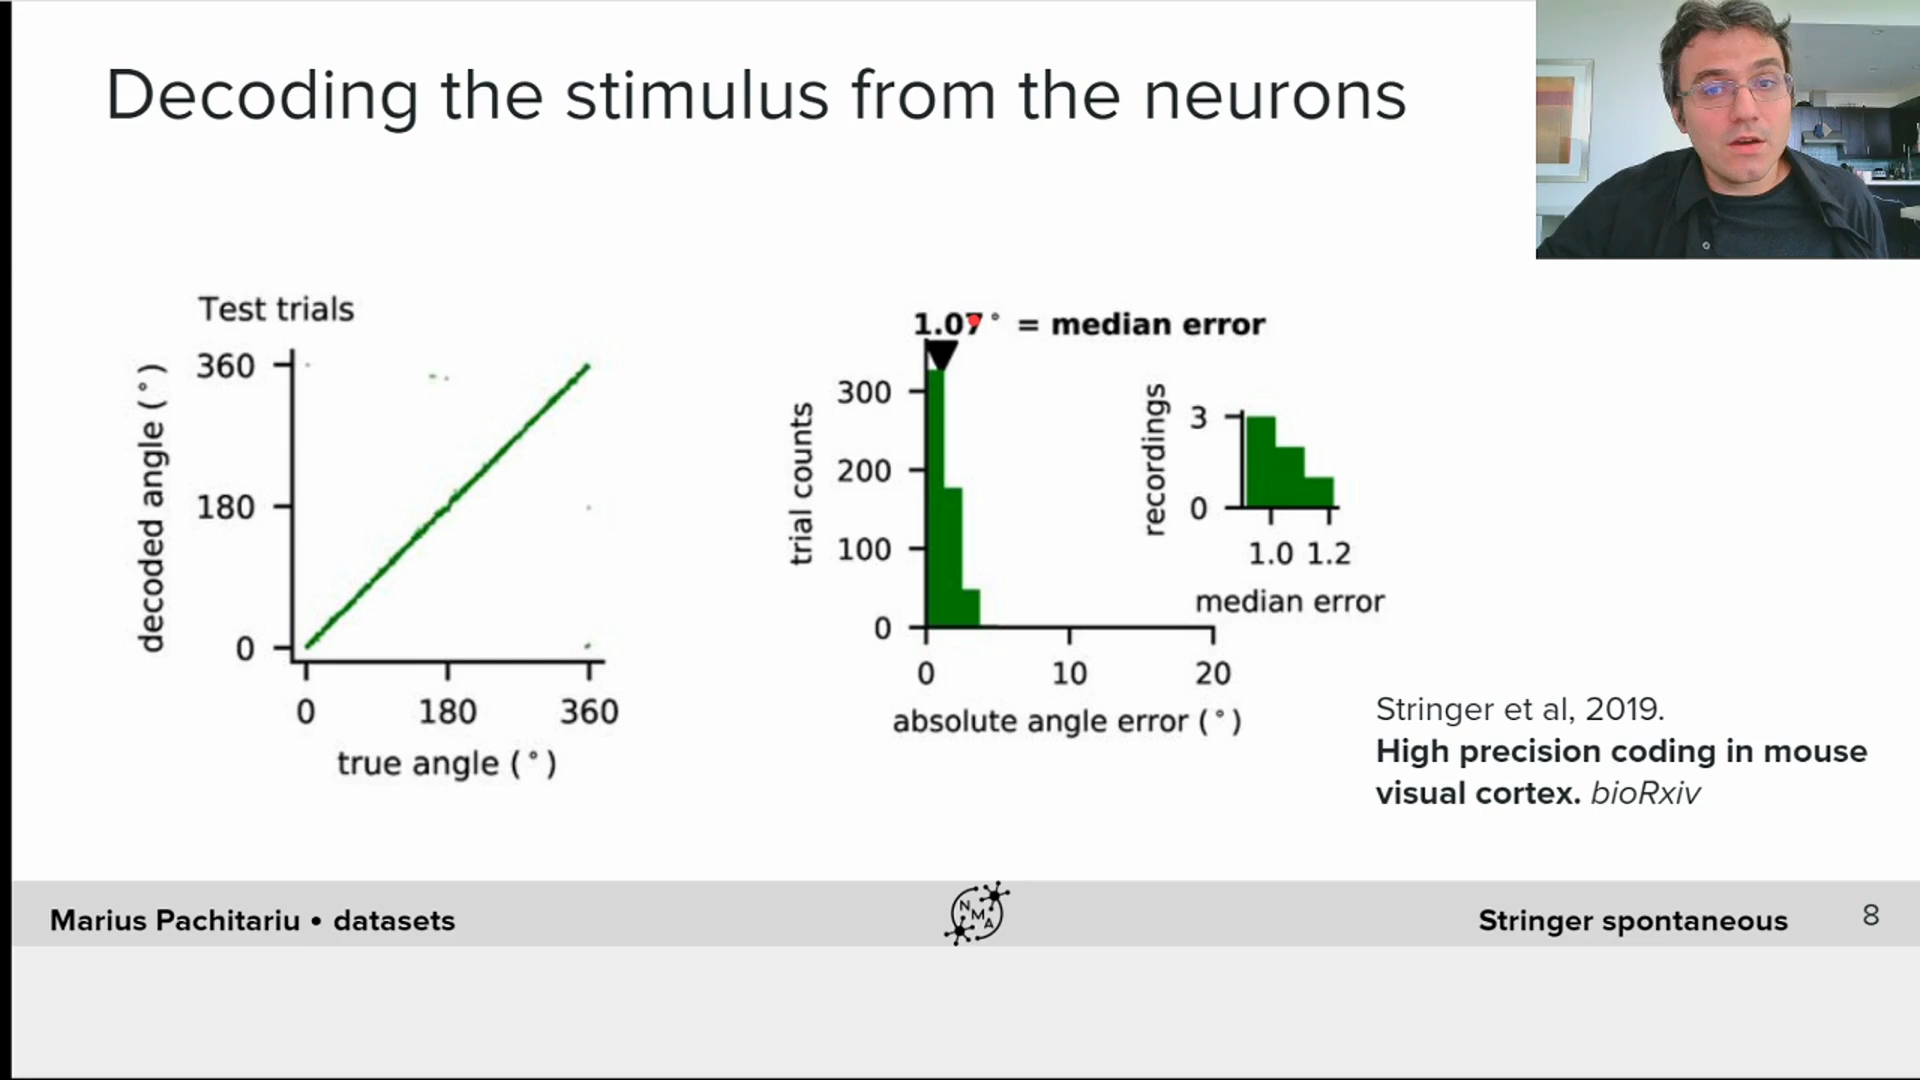 Decoding the stimulus from the neurons
Test trials
decoded angle (°)
360
180
0
0 180 360
true angle (°)
1.07° = median error
trial counts
300
200
100
0
0 10 20
absolute angle error (°)
recordings
3
0
1.0 1.2
median error
Stringer et al, 2019.
High precision coding in mouse
visual cortex. bioRxiv
Marius Pachitariu • datasets
N
M
A
Stringer spontaneous
8